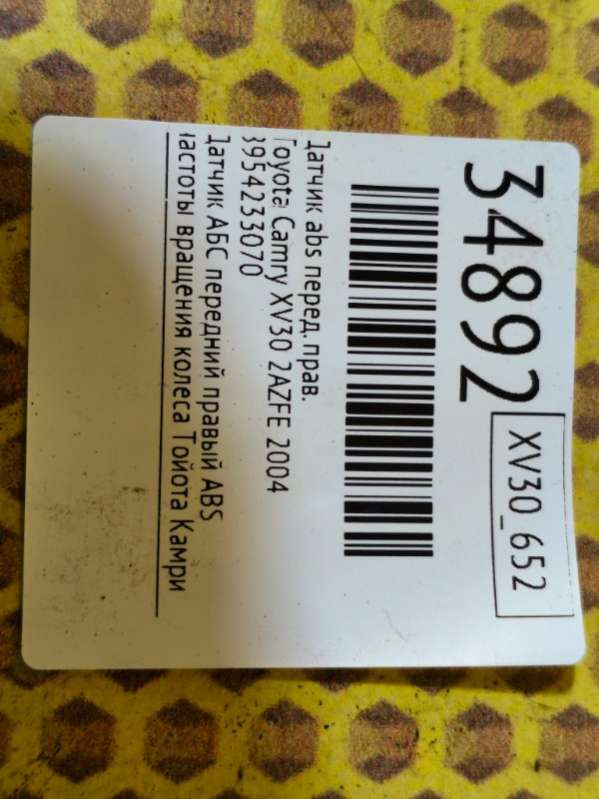 34892
XV30_652
Датчик abs перед. прав.
Toyota Camry XV30 2AZFE 2004
8954233070
Датчик АБС передний правый ABS
частоты вращения колеса Тойота Камри